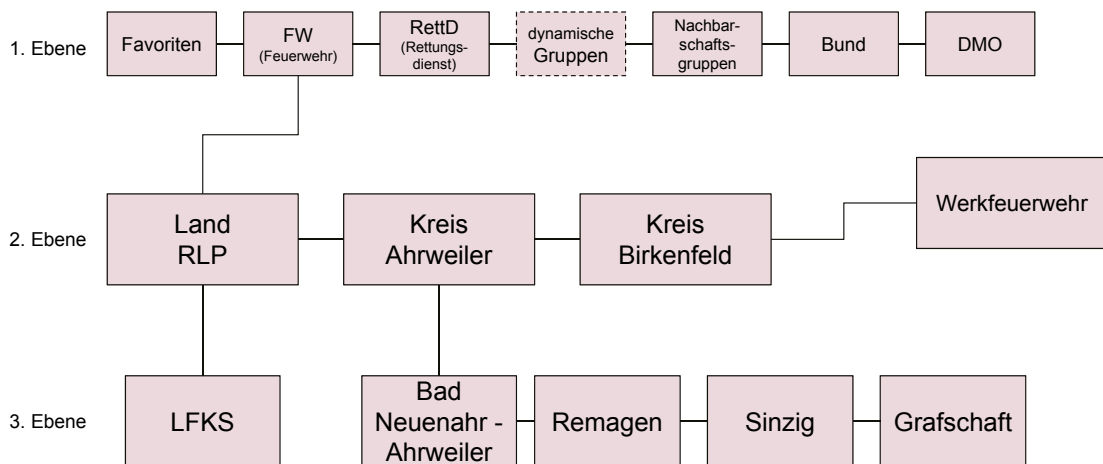 1. Ebene
Favoriten
FW
(Feuerwehr)
RettD
(Rettungs-
dienst)
dynamische
Gruppen
Nachbar-
schafts-
gruppen
Bund
DMO
2. Ebene
Land
RLP
Kreis
Ahrweiler
Kreis
Birkenfeld
Werkfeuerwehr
3. Ebene
LFKS
Bad
Neuenahr -
Ahrweiler
Remagen
Sinzig
Grafschaft